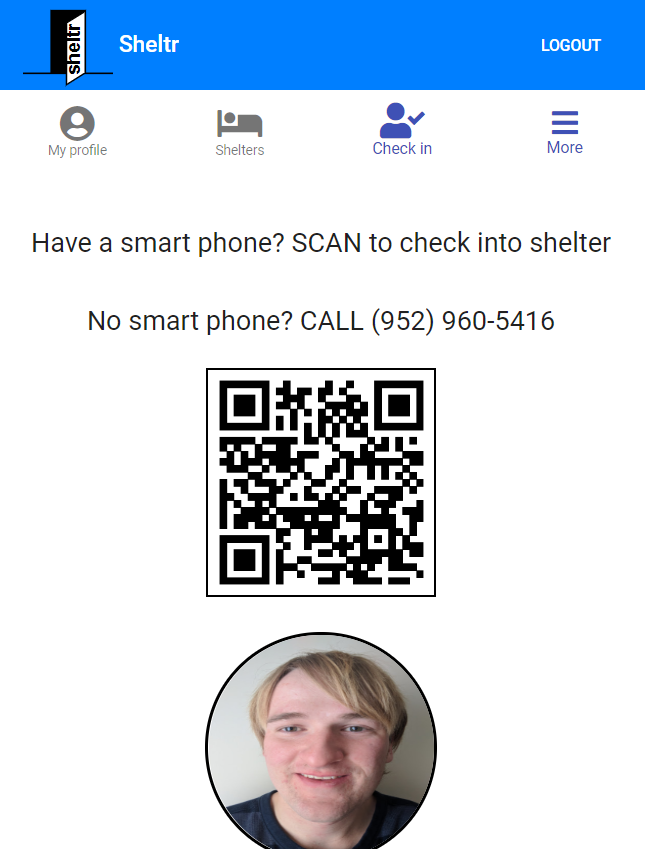 sheltr
Sheltr
LOGOUT
My profile
Shelters
Check in
More
Have a smart phone? SCAN to check into shelter
No smart phone? CALL (952) 960-5416